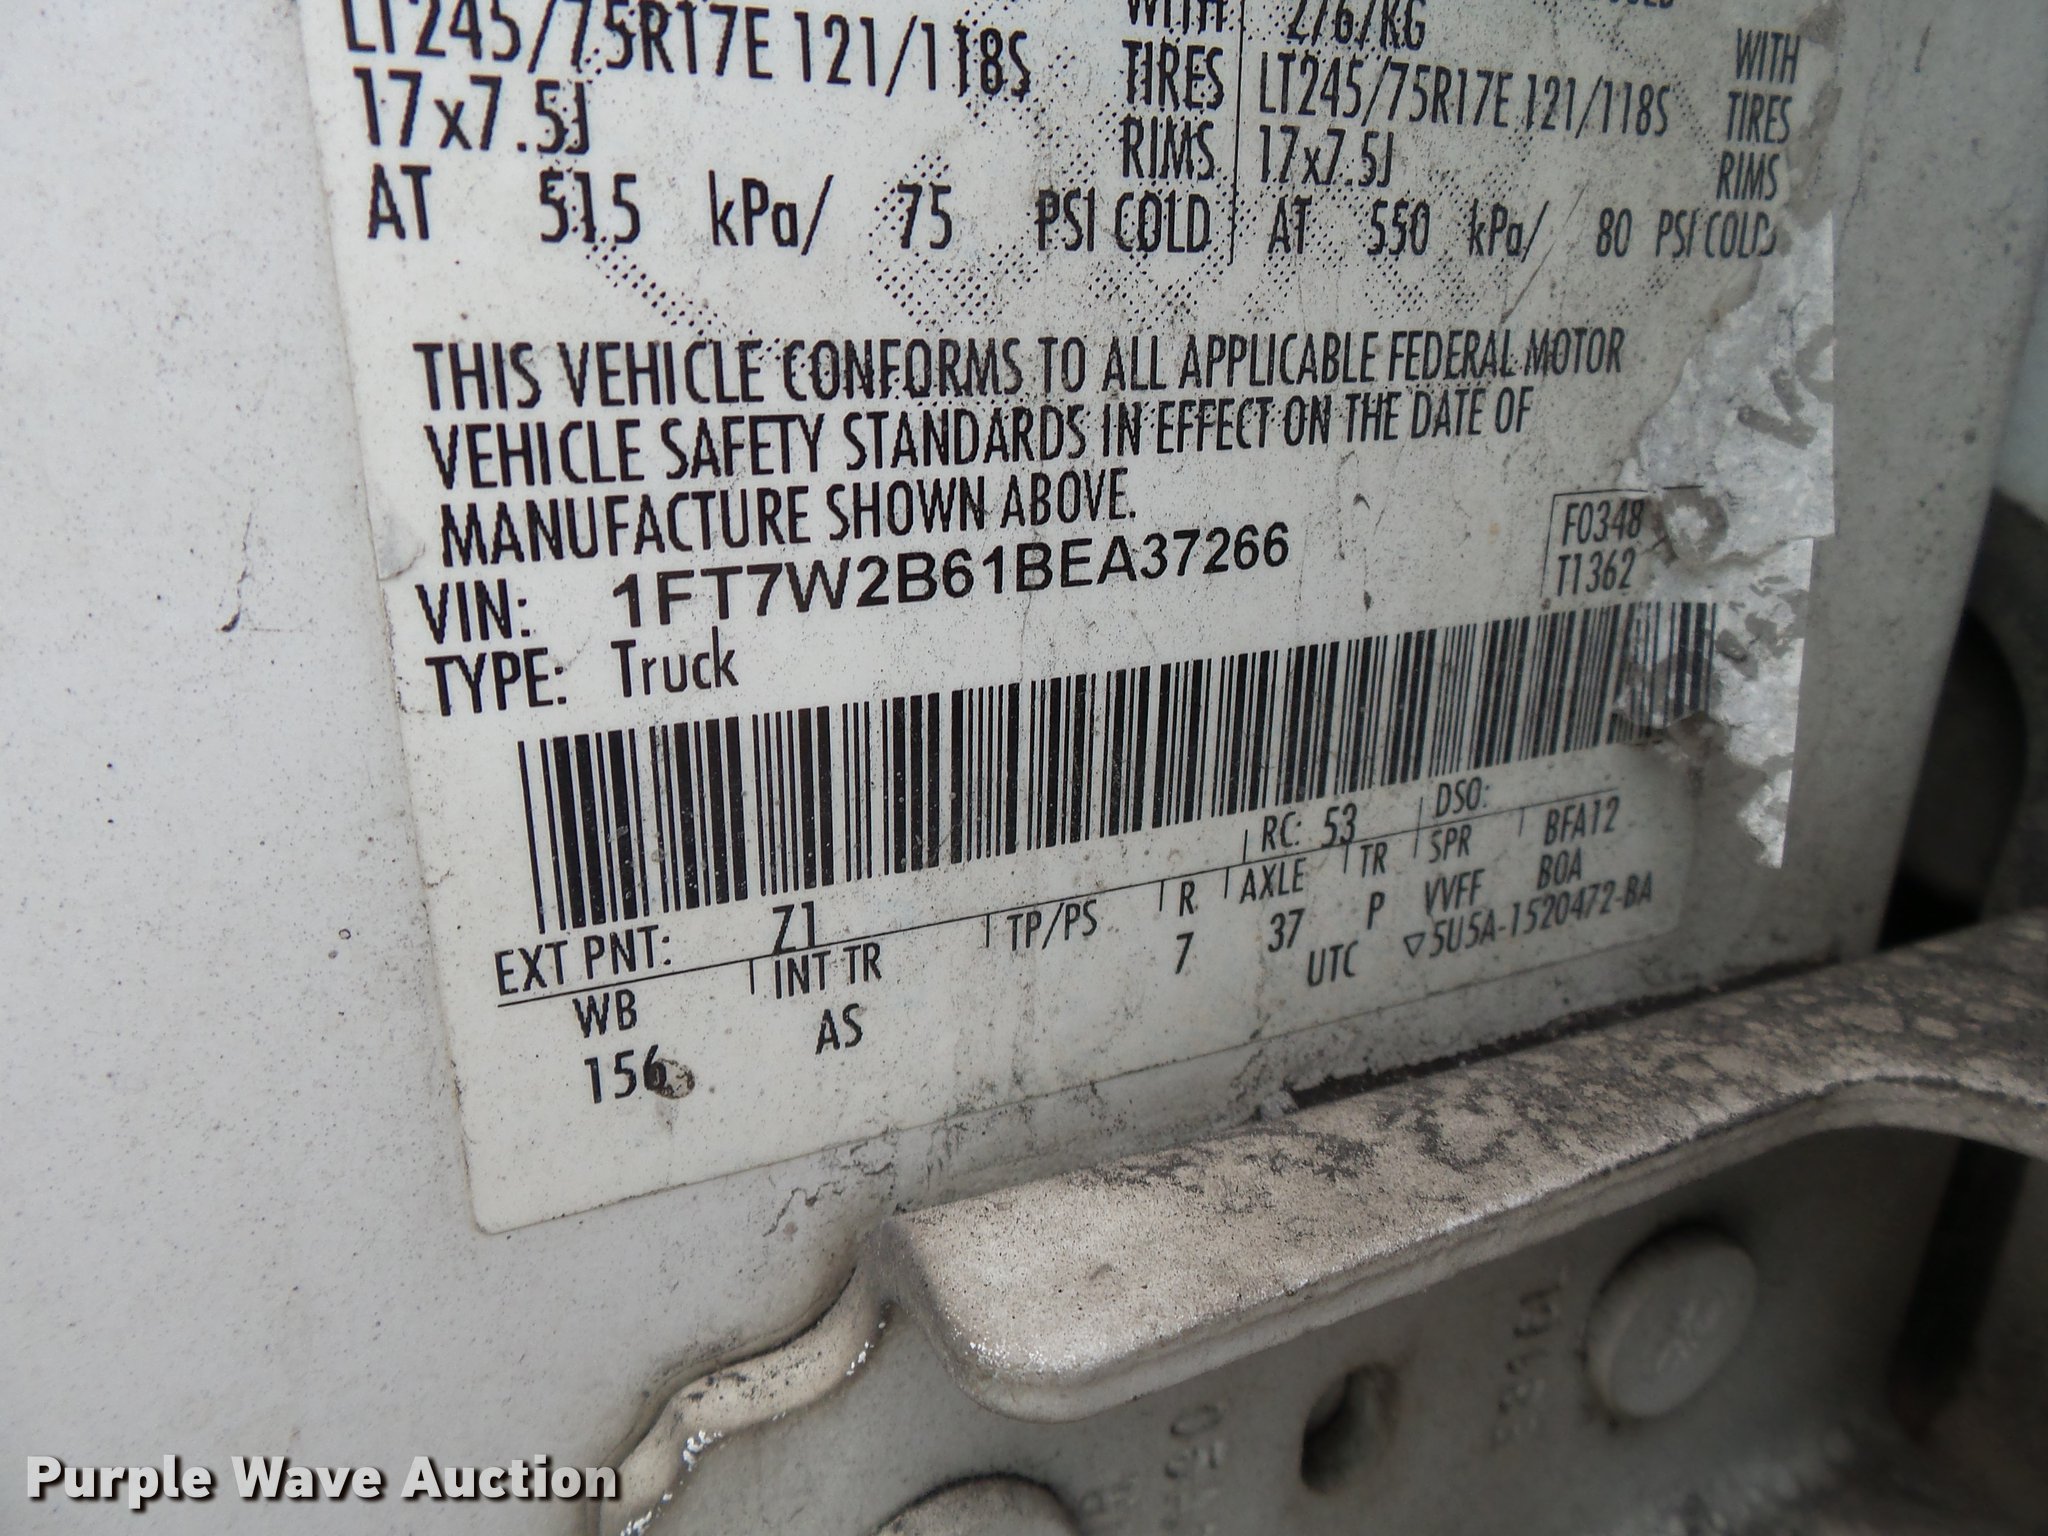 LT245/75R17E 121/118S WITH TIRES
17x7.5J RIMS
AT 515 kPa/ 75 PSI COLD
LT245/75R17E 121/118S WITH TIRES
17x7.5J RIMS
AT 550 kPa/ 80 PSI COLD
THIS VEHICLE CONFORMS TO ALL APPLICABLE FEDERAL MOTOR
VEHICLE SAFETY STANDARDS IN EFFECT ON THE DATE OF
MANUFACTURE SHOWN ABOVE.
VIN: 1FT7W2B61BEA37266
F0348
T1362
TYPE: Truck
EXT PNT: Z1 RC: 53 DSO:
WB INT TR TP/PS R AXLE TR SPR BFA12
156 AS 7 37 P VVFF BOA
UTC ▽5U5A-1520472-BA
Purple Wave Auction